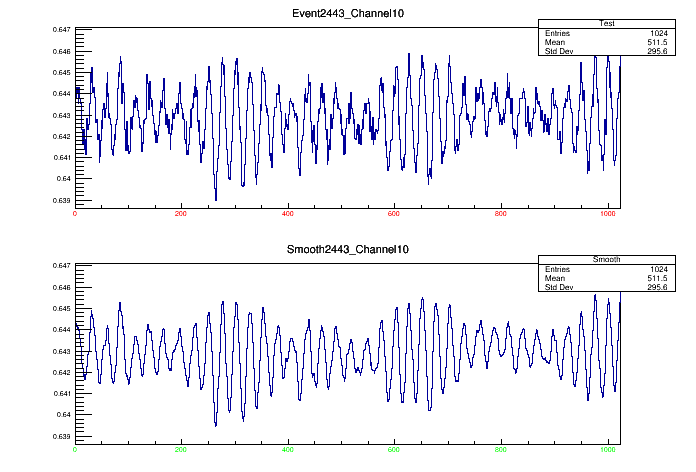 Event2443_Channel10
Test
Entries 1024
Mean 511.5
Std Dev 295.6
0.647
0.646
0.645
0.644
0.643
0.642
0.641
0.64
0.639
0 200 400 600 800 1000
Smooth2443_Channel10
Smooth
Entries 1024
Mean 511.5
Std Dev 295.6
0.647
0.646
0.645
0.644
0.643
0.642
0.641
0.64
0.639
0 200 400 600 800 1000